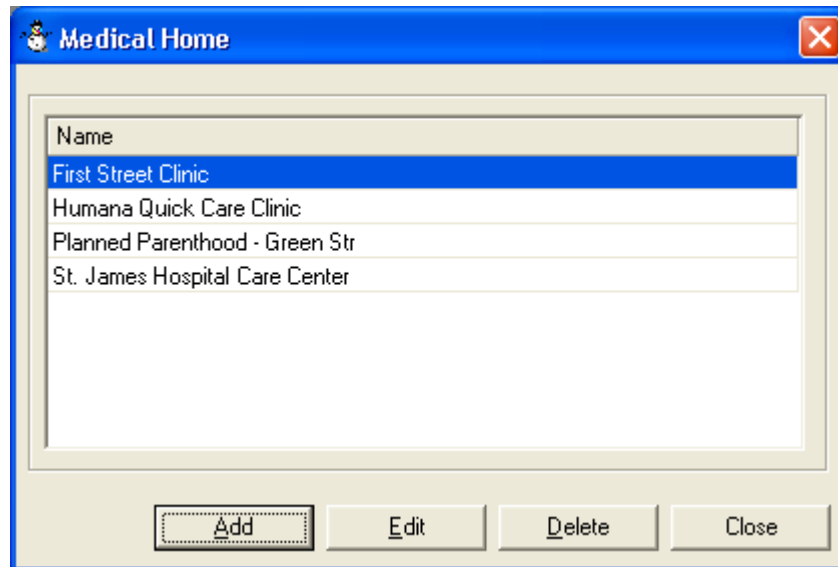 Medical Home
Name
First Street Clinic
Humana Quick Care Clinic
Planned Parenthood - Green Str
St. James Hospital Care Center
Add Edit Delete Close